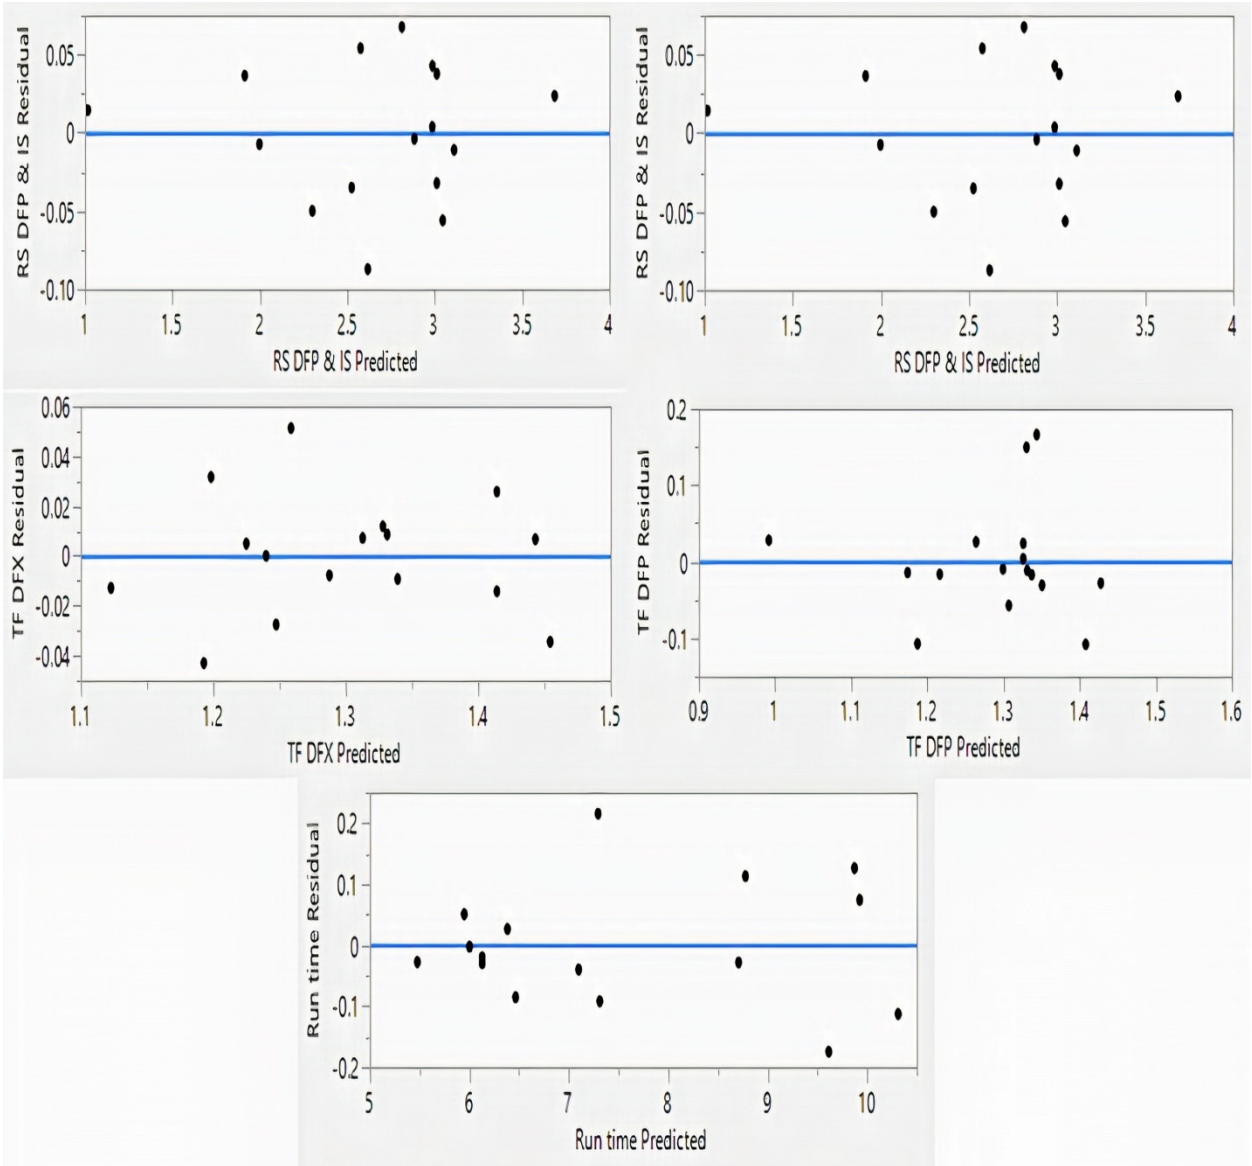 RS DFP & IS Residual
0.05
0
-0.05
-0.10
1 1.5 2 2.5 3 3.5 4
RS DFP & IS Predicted
RS DFP & IS Residual
0.05
0
-0.05
-0.10
1 1.5 2 2.5 3 3.5 4
RS DFP & IS Predicted
TF DFX Residual
0.06
0.04
0.02
0
-0.02
-0.04
1.1 1.2 1.3 1.4 1.5
TF DFX Predicted
TF DFP Residual
0.2
0.1
0
-0.1
0.9 1 1.1 1.2 1.3 1.4 1.5 1.6
TF DFP Predicted
Run time Residual
0.2
0.1
0
-0.1
-0.2
5 6 7 8 9 10
Run time Predicted